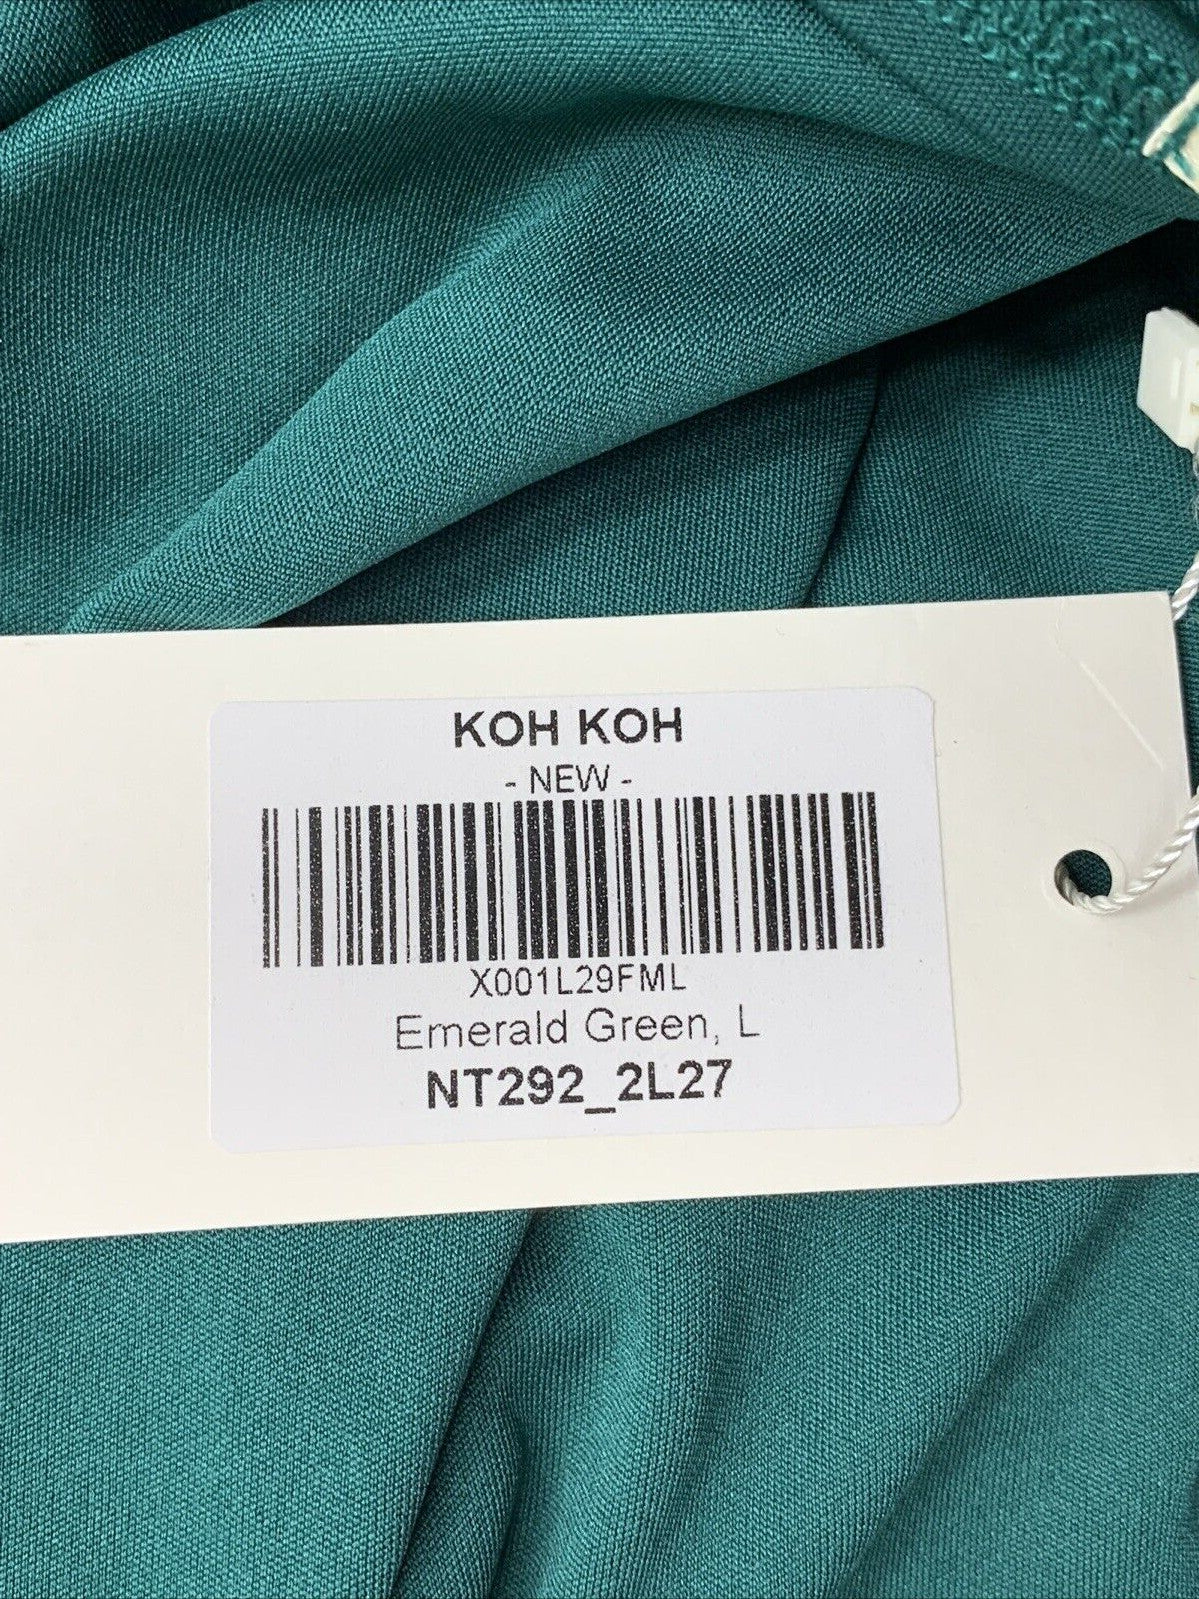 KOH KOH
- NEW -
X001L29FML
Emerald Green, L
NT292_2L27